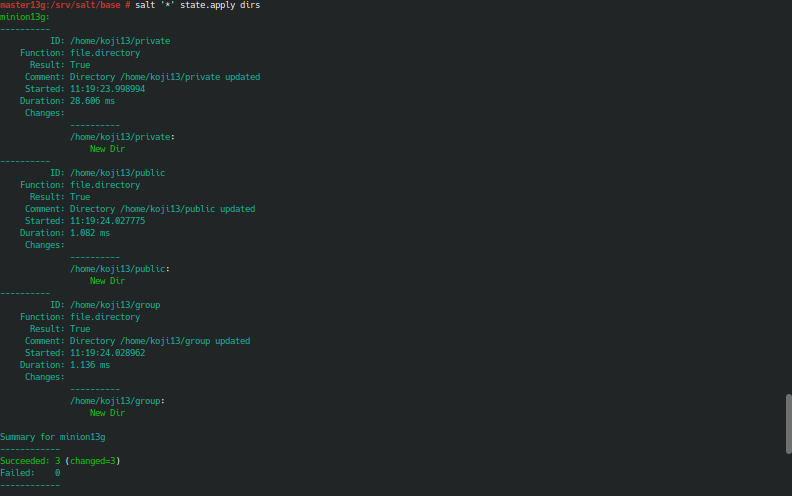 master13g:/srv/salt/base # salt '*' state.apply dirs
minion13g:
----------
          ID: /home/koji13/private
    Function: file.directory
      Result: True
     Comment: Directory /home/koji13/private updated
     Started: 11:19:23.998994
    Duration: 28.606 ms
     Changes:
              ----------
              /home/koji13/private:
                  New Dir
----------
          ID: /home/koji13/public
    Function: file.directory
      Result: True
     Comment: Directory /home/koji13/public updated
     Started: 11:19:24.027775
    Duration: 1.082 ms
     Changes:
              ----------
              /home/koji13/public:
                  New Dir
----------
          ID: /home/koji13/group
    Function: file.directory
      Result: True
     Comment: Directory /home/koji13/group updated
     Started: 11:19:24.028962
    Duration: 1.136 ms
     Changes:
              ----------
              /home/koji13/group:
                  New Dir

Summary for minion13g
------------
Succeeded: 3 (changed=3)
Failed:    0
------------